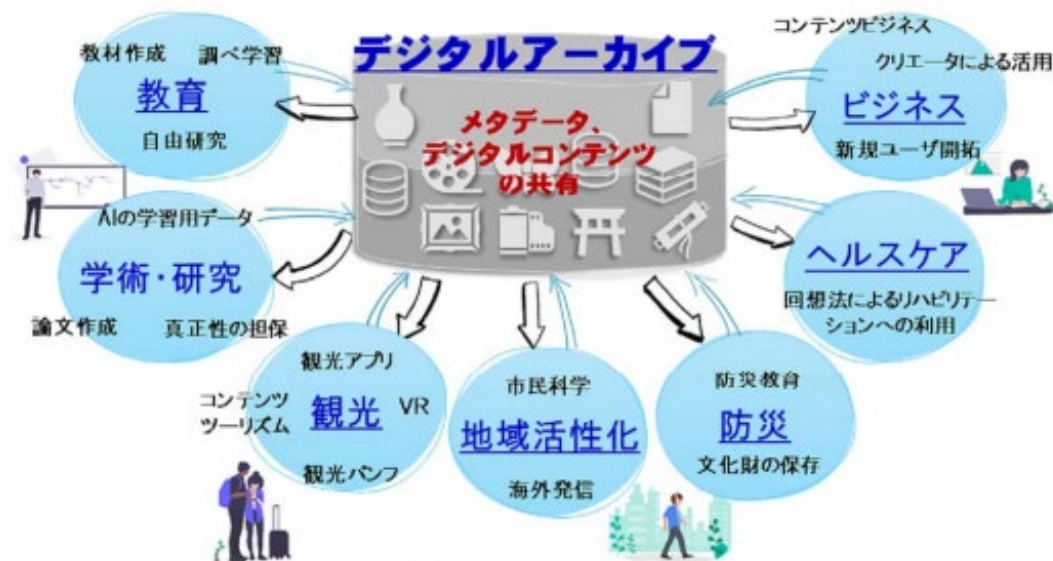 デジタルアーカイブ
メタデータ、
デジタルコンテンツ
の共有
教材作成
調べ学習
教育
自由研究
AIの学習用データ
学術・研究
論文作成
真正性の担保
観光アプリ
コンテンツ
ツーリズム
観光
VR
観光パンフ
市民科学
地域活性化
海外発信
防災教育
防災
文化財の保存
ヘルスケア
回想法によるリハビリテー
ションへの利用
コンテンツビジネス
クリエータによる活用
ビジネス
新規ユーザ開拓